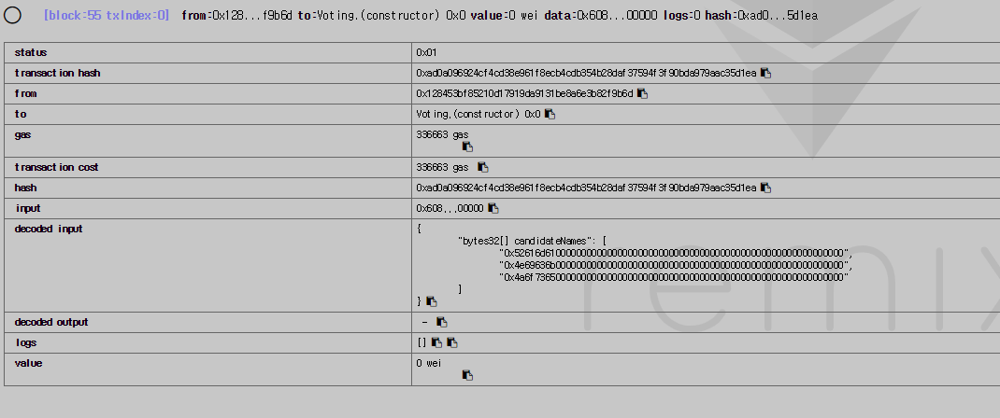 [block:55 txIndex:0] from:0x128...f9b6d to:Voting.(constructor) 0x0 value:0 wei data:0x608...00000 logs:0 hash:0xad0...5d1ea
status 0x01
transaction hash 0xad0a096924cf4cd38e961f8ecb4cdb354b28daf37594f3f90bda979aac35d1ea
from 0x128453bf85210d17919da9131be8a6e3b82f9b6d
to Voting.(constructor) 0x0
gas 336663 gas
transaction cost 336663 gas
hash 0xad0a096924cf4cd38e961f8ecb4cdb354b28daf37594f3f90bda979aac35d1ea
input 0x608...00000
decoded input {
"bytes32[] candidateNames": [
"0x52616d6100000000000000000000000000000000000000000000000000000000",
"0x4e69636b00000000000000000000000000000000000000000000000000000000",
"0x4a6f736500000000000000000000000000000000000000000000000000000000"
]
}
decoded output -
logs []
value 0 wei
remix